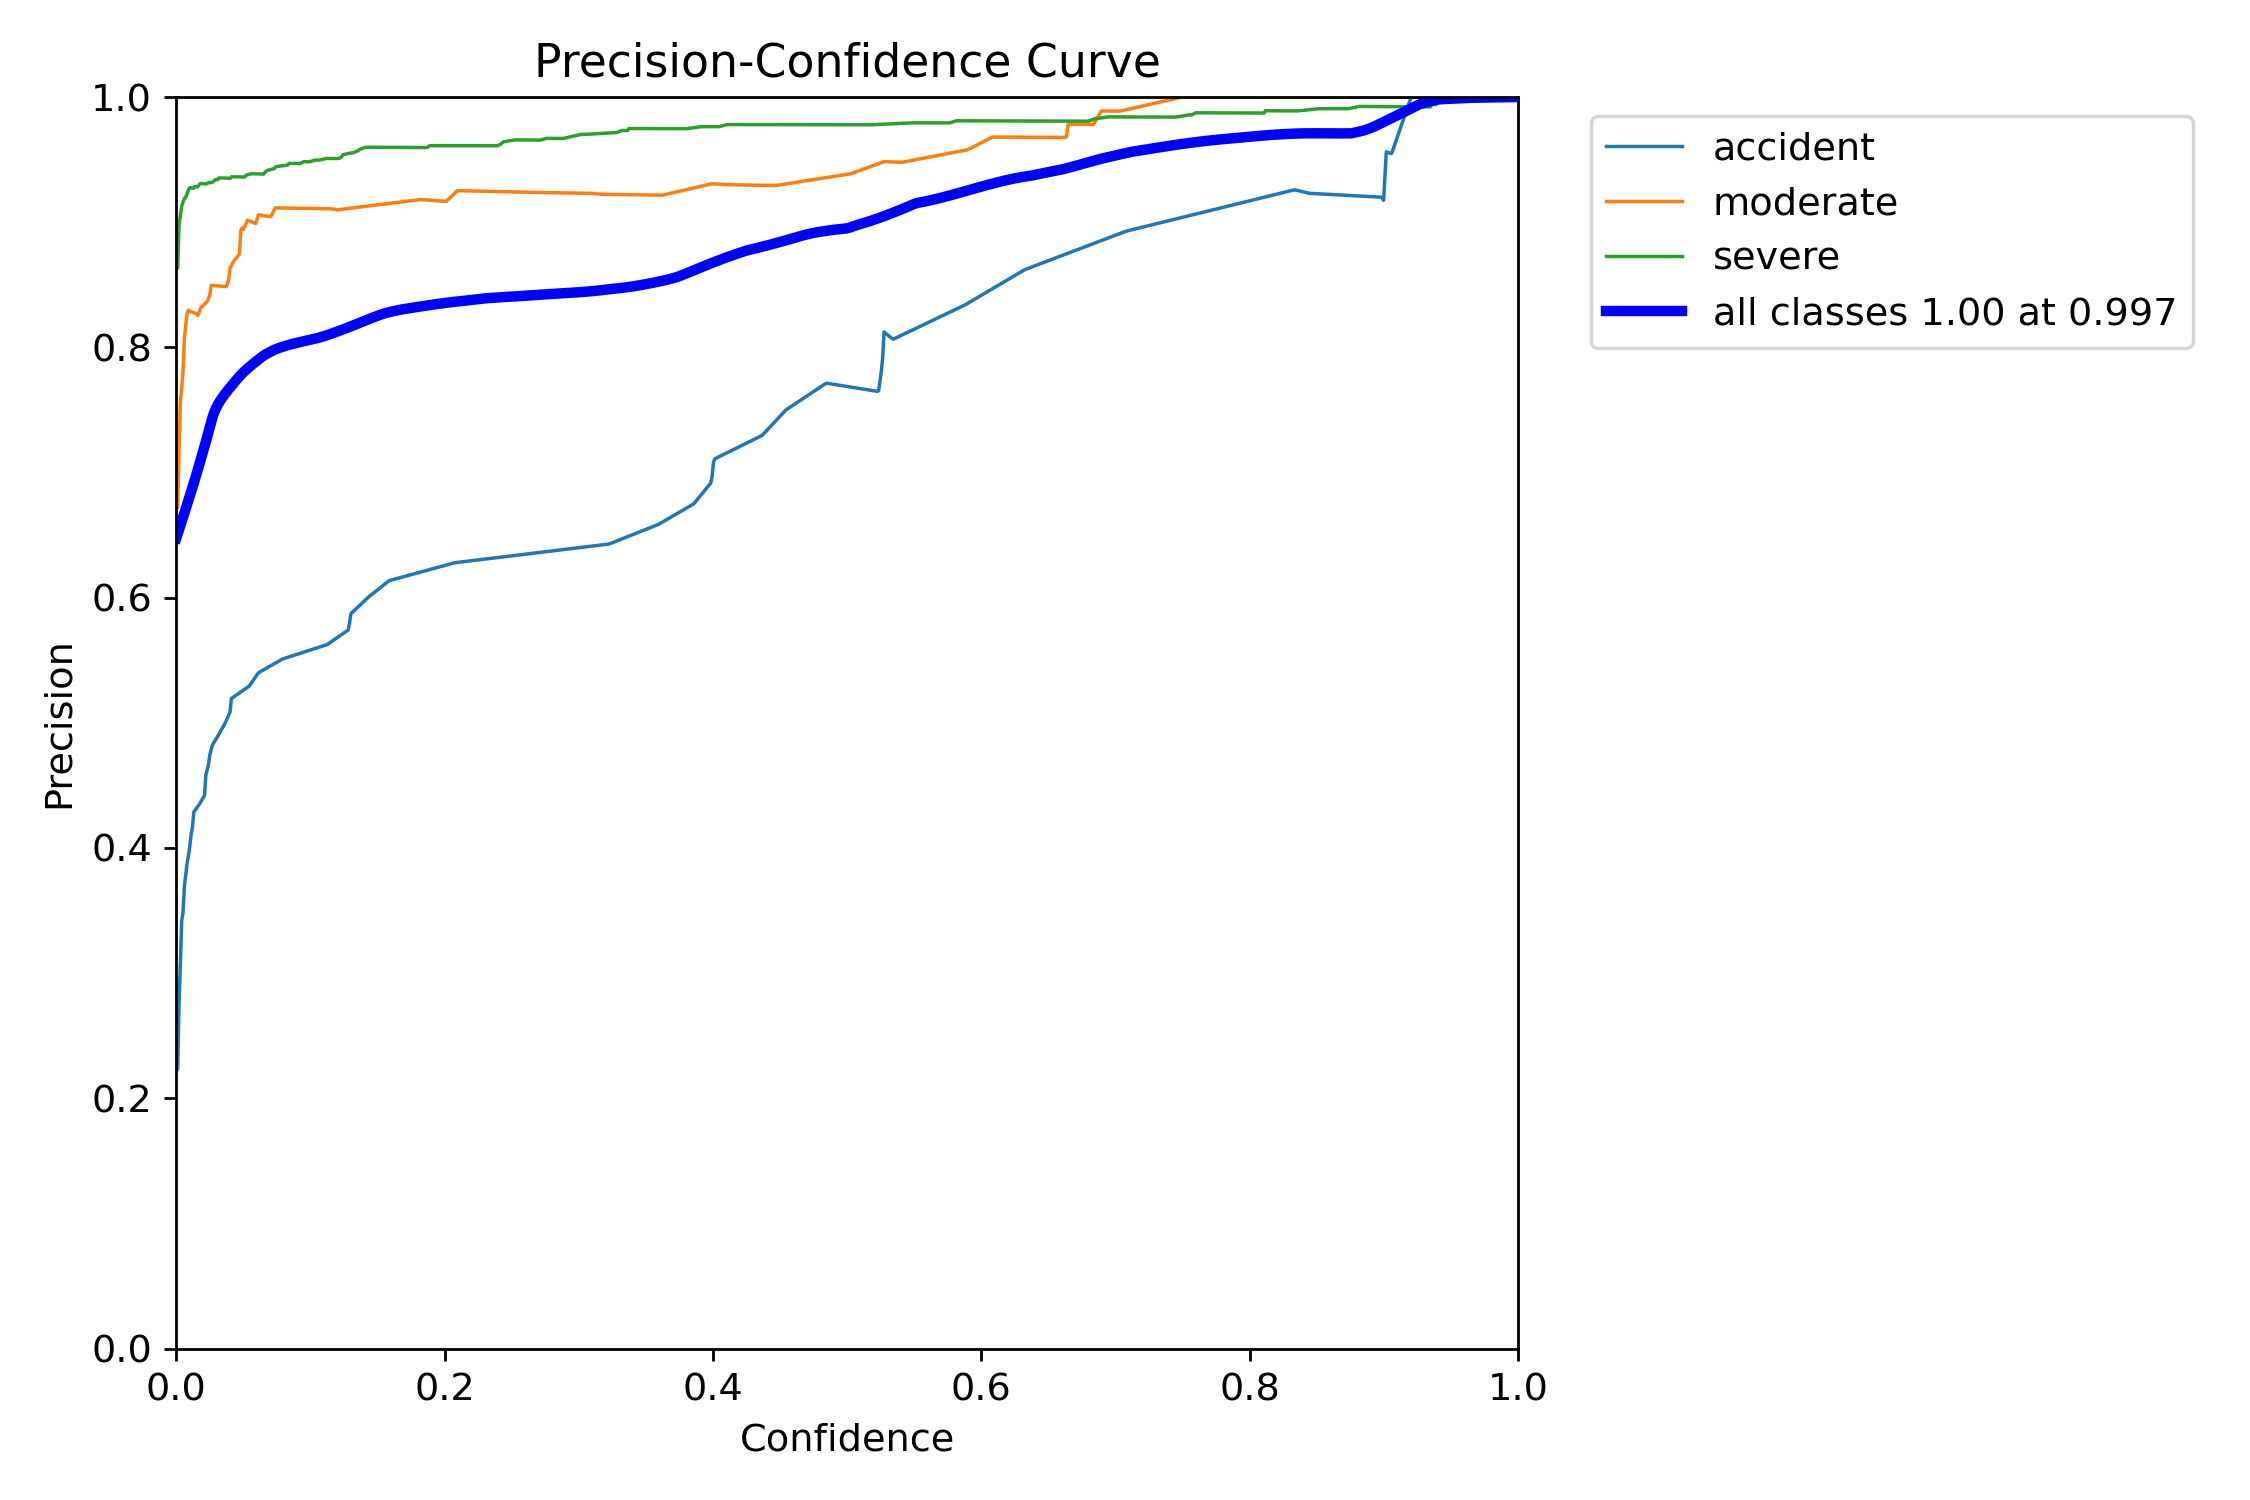 Precision-Confidence Curve
1.0
0.8
0.6
0.4
0.2
0.0
Precision
0.0 0.2 0.4 0.6 0.8 1.0
Confidence
accident
moderate
severe
all classes 1.00 at 0.997